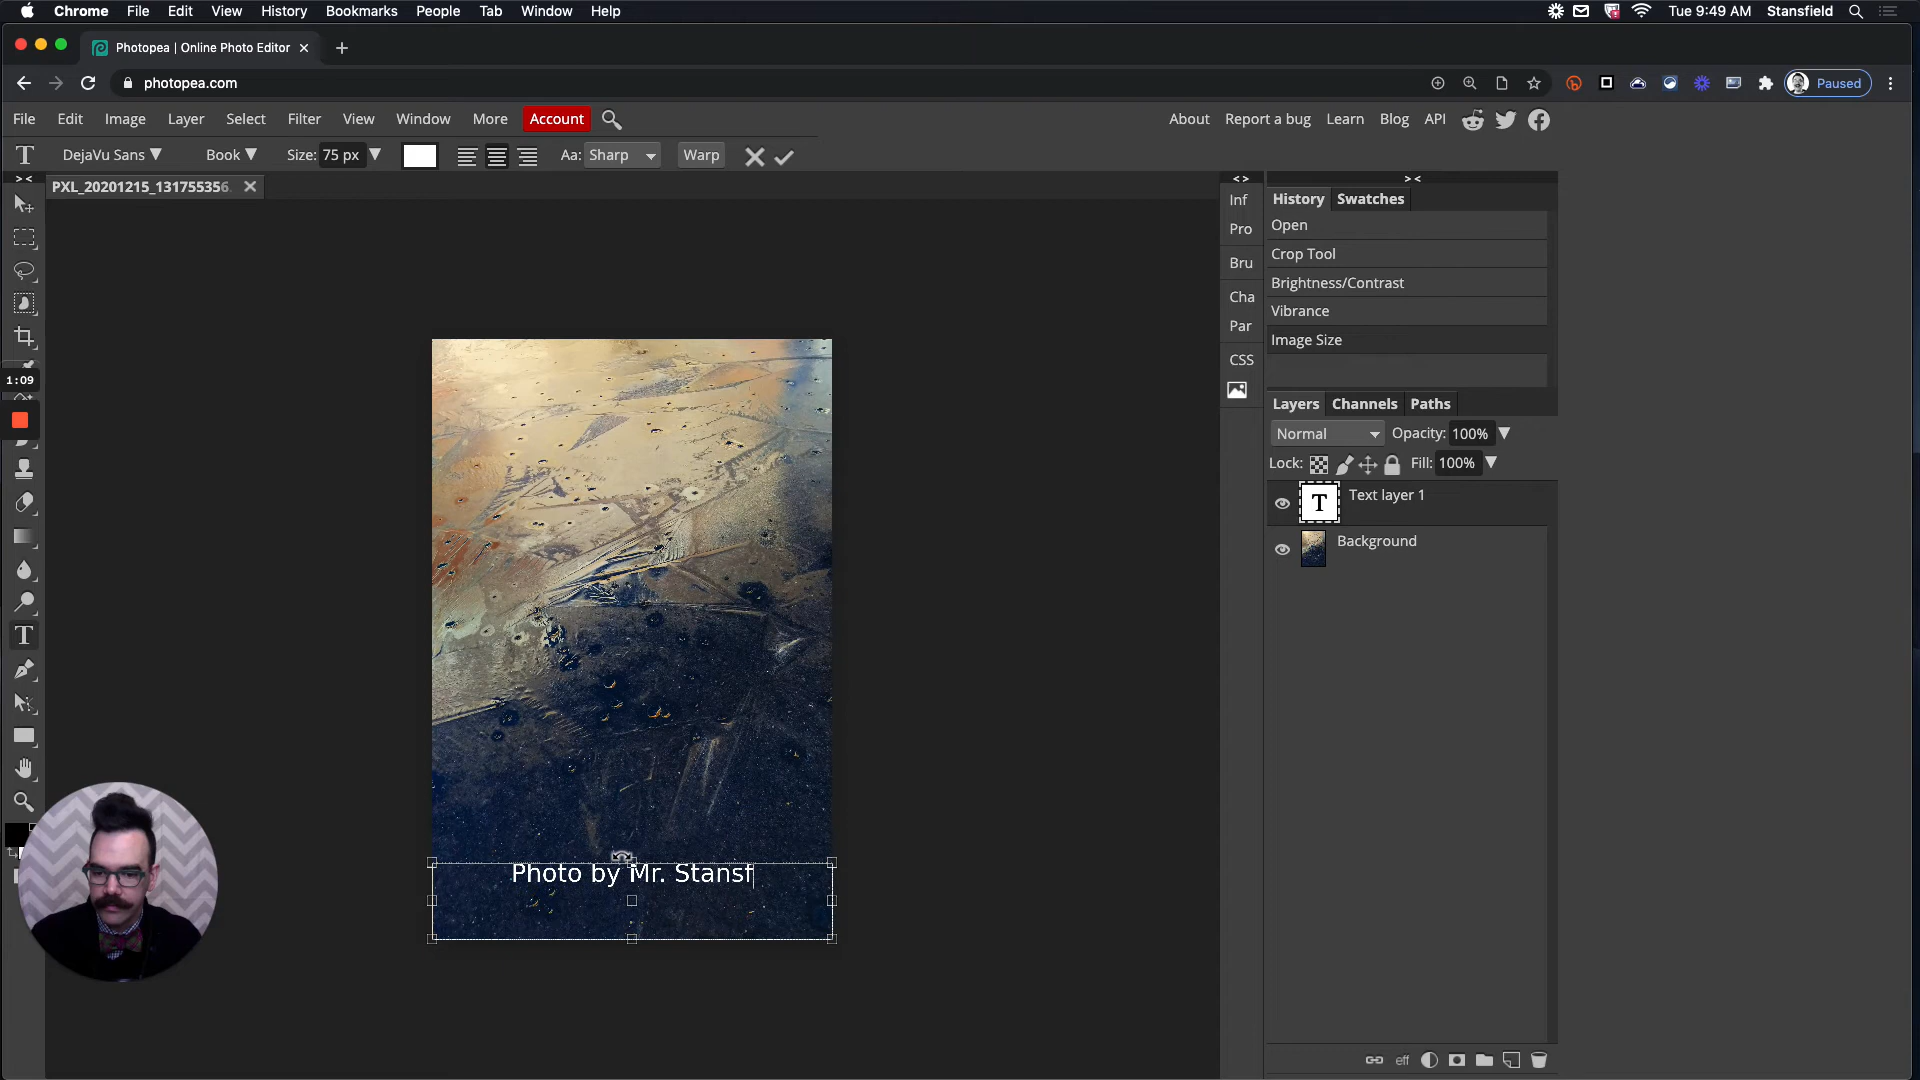 Chrome File Edit View History Bookmarks People Tab Window Help
Tue 9:49 AM Stansfield
Photopea | Online Photo Editor
photopea.com
Paused
File Edit Image Layer Select Filter View Window More Account
About Report a bug Learn Blog API
DejaVu Sans Book Size: 75 px Aa: Sharp Warp
> < PXL_20201215_131755356. < > > <
Inf
Pro
Bru
Cha
Par
CSS
History Swatches
Open
Crop Tool
Brightness/Contrast
Vibrance
Image Size
Layers Channels Paths
Normal Opacity: 100%
Lock: Fill: 100%
T Text layer 1
Background
1:09
Photo by Mr. Stansf
eff